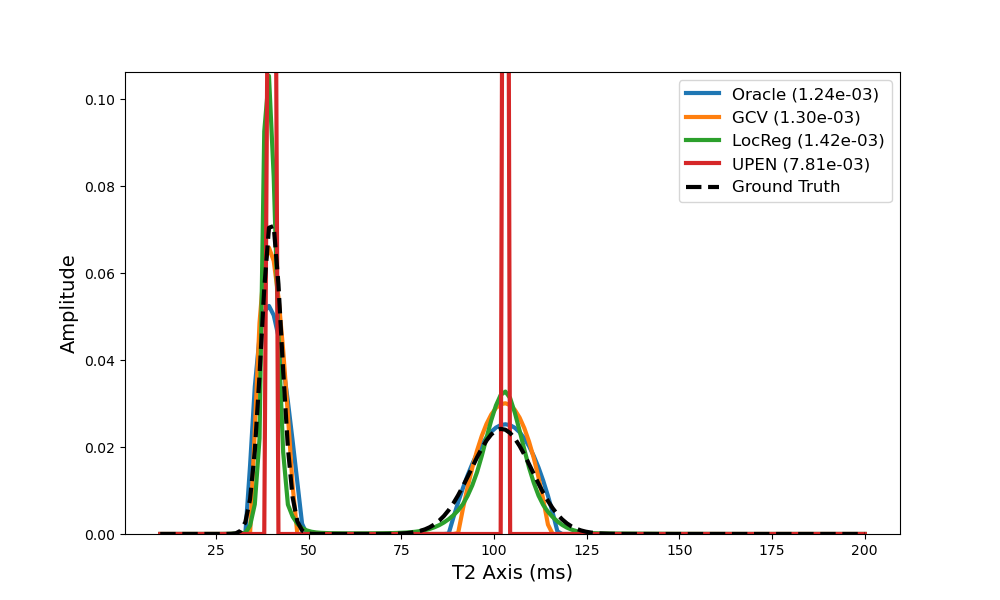 Oracle (1.24e-03)
GCV (1.30e-03)
LocReg (1.42e-03)
UPEN (7.81e-03)
Ground Truth
Amplitude
0.10
0.08
0.06
0.04
0.02
0.00
25 50 75 100 125 150 175 200
T2 Axis (ms)